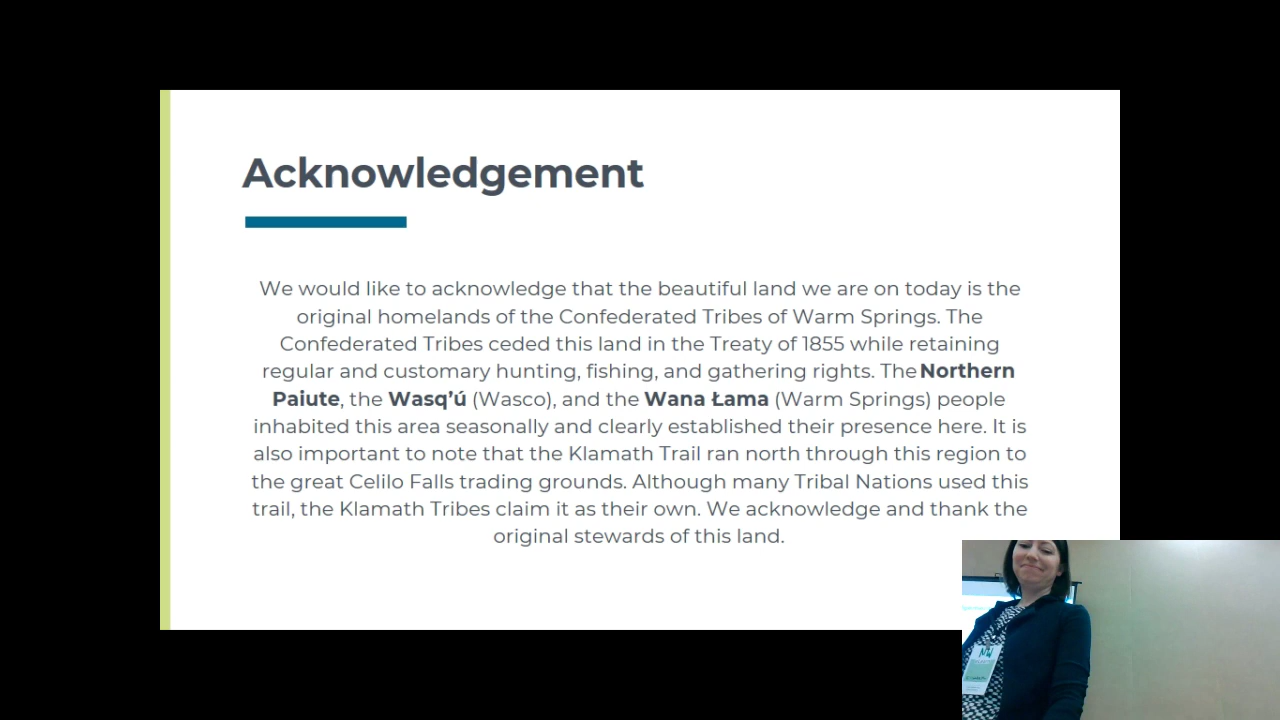 Acknowledgement
We would like to acknowledge that the beautiful land we are on today is the
original homelands of the Confederated Tribes of Warm Springs. The
Confederated Tribes ceded this land in the Treaty of 1855 while retaining
regular and customary hunting, fishing, and gathering rights. The Northern
Paiute, the Wasq’ú (Wasco), and the Wana Łama (Warm Springs) people
inhabited this area seasonally and clearly established their presence here. It is
also important to note that the Klamath Trail ran north through this region to
the great Celilo Falls trading grounds. Although many Tribal Nations used this
trail, the Klamath Tribes claim it as their own. We acknowledge and thank the
original stewards of this land.